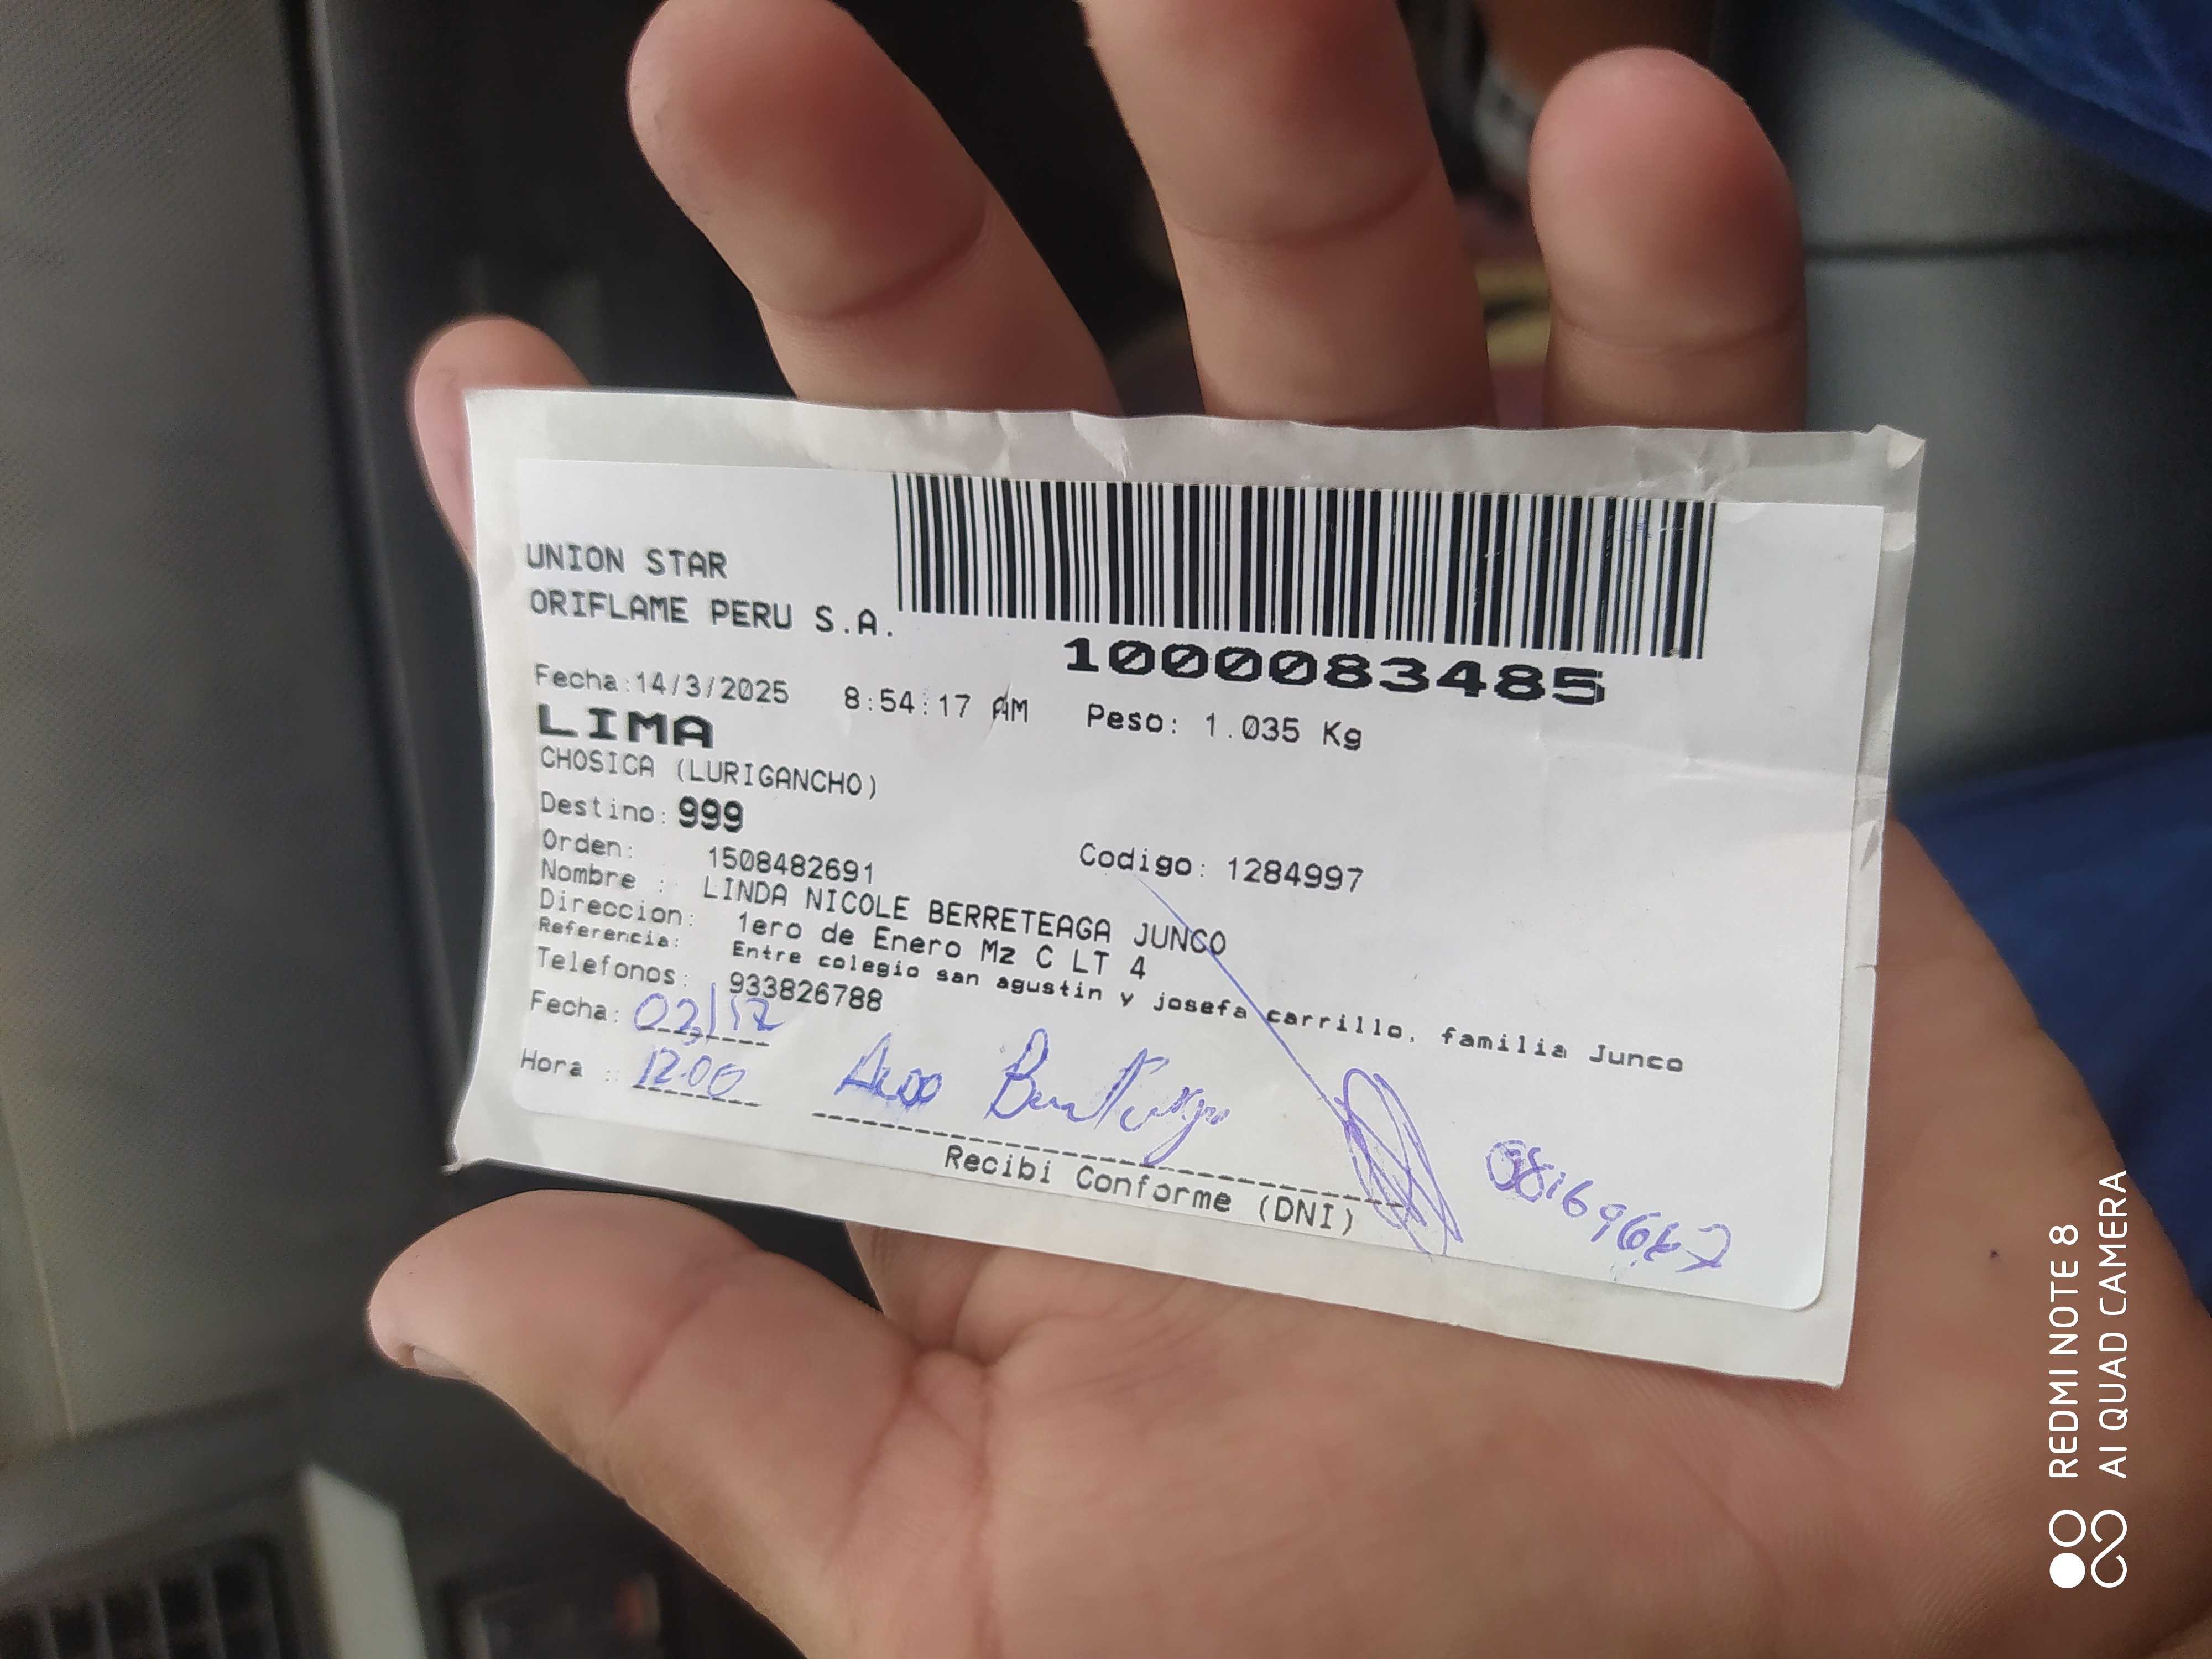 UNION STAR
ORIFLAME PERU S.A.
1000083485
Fecha:14/3/2025 8:54:17 AM Peso: 1.035 Kg
LIMA
CHOSICA (LURIGANCHO)
Destino: 999
Orden: 1508482691 Codigo: 1284997
Nombre : LINDA NICOLE BERRETEAGA JUNCO
Direccion: 1ero de Enero Mz C LT 4
Referencia: Entre colegio san agustin y josefa carrillo, familia Junco
Telefonos: 933826788
Fecha:
Hora : 12:00
Recibi Conforme (DNI)
REDMI NOTE 8
AI QUAD CAMERA